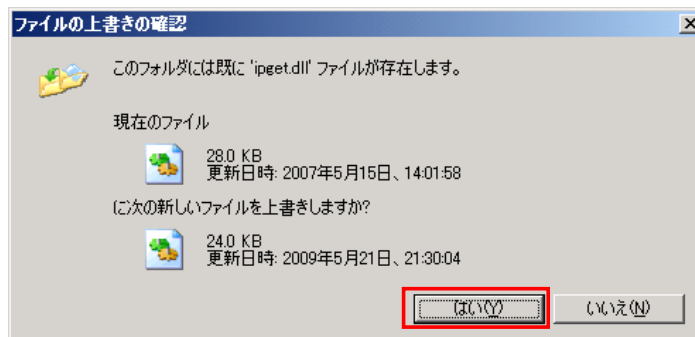 ファイルの上書きの確認
このフォルダには既に 'ipget.dll' ファイルが存在します。
現在のファイル
28.0 KB
更新日時: 2007年5月15日、14:01:58
に次の新しいファイルを上書きしますか?
24.0 KB
更新日時: 2009年5月21日、21:30:04
はい(Y) いいえ(N)